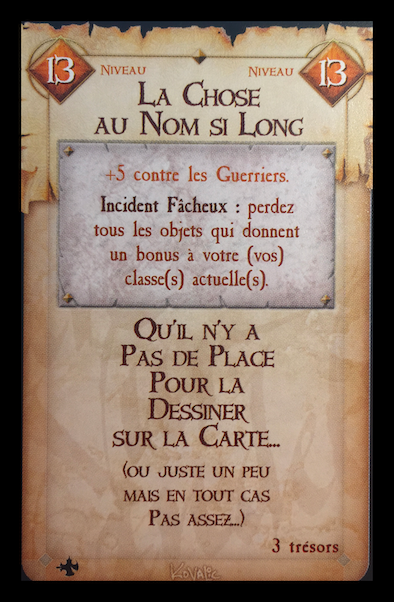 13 Niveau Niveau 13
La Chose
au Nom si Long
+5 contre les Guerriers.
Incident Fâcheux : perdez
tous les objets qui donnent
un bonus à votre (vos)
classe(s) actuelle(s).
Qu'il n'y a
Pas de Place
Pour la
Dessiner
sur la Carte...
(ou juste un peu
mais en tout cas
Pas assez...)
3 trésors
Kovalic